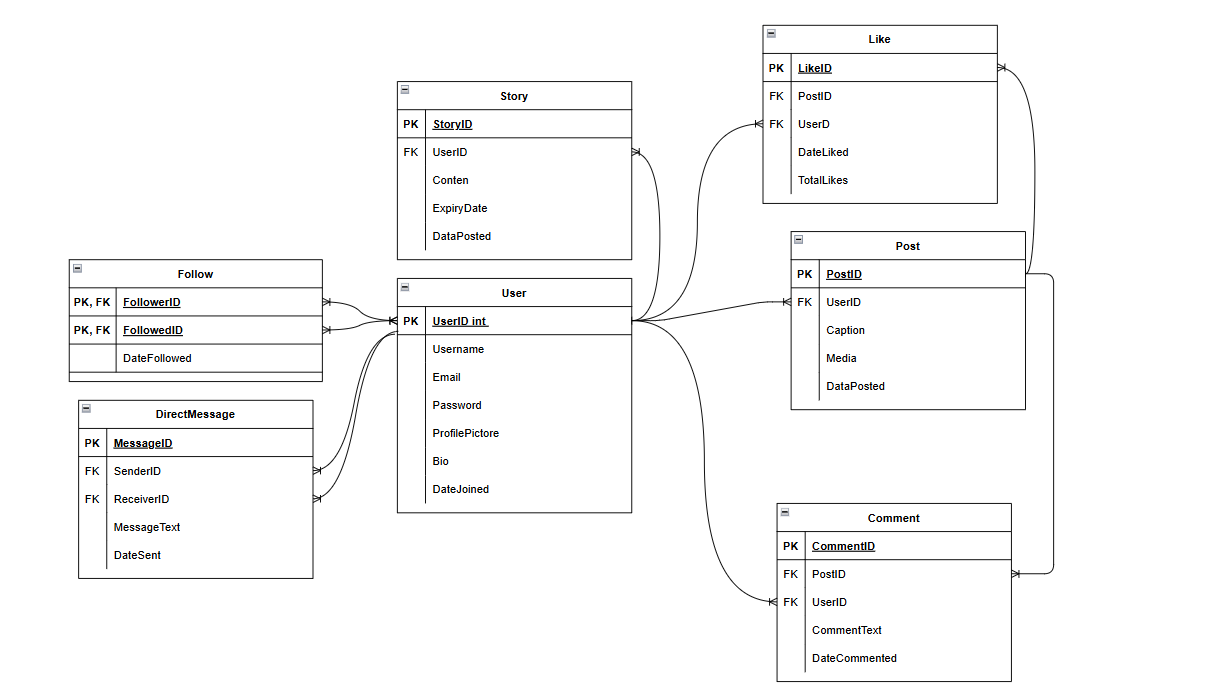 Like
PK LikeID
FK PostID
FK UserD
DateLiked
TotalLikes
Story
PK StoryID
FK UserID
Conten
ExpiryDate
DataPosted
Post
PK PostID
FK UserID
Caption
Media
DataPosted
Follow
PK, FK FollowerID
PK, FK FollowedID
DateFollowed
User
PK UserID int
Username
Email
Password
ProfilePictore
Bio
DateJoined
DirectMessage
PK MessageID
FK SenderID
FK ReceiverID
MessageText
DateSent
Comment
PK CommentID
FK PostID
FK UserID
CommentText
DateCommented